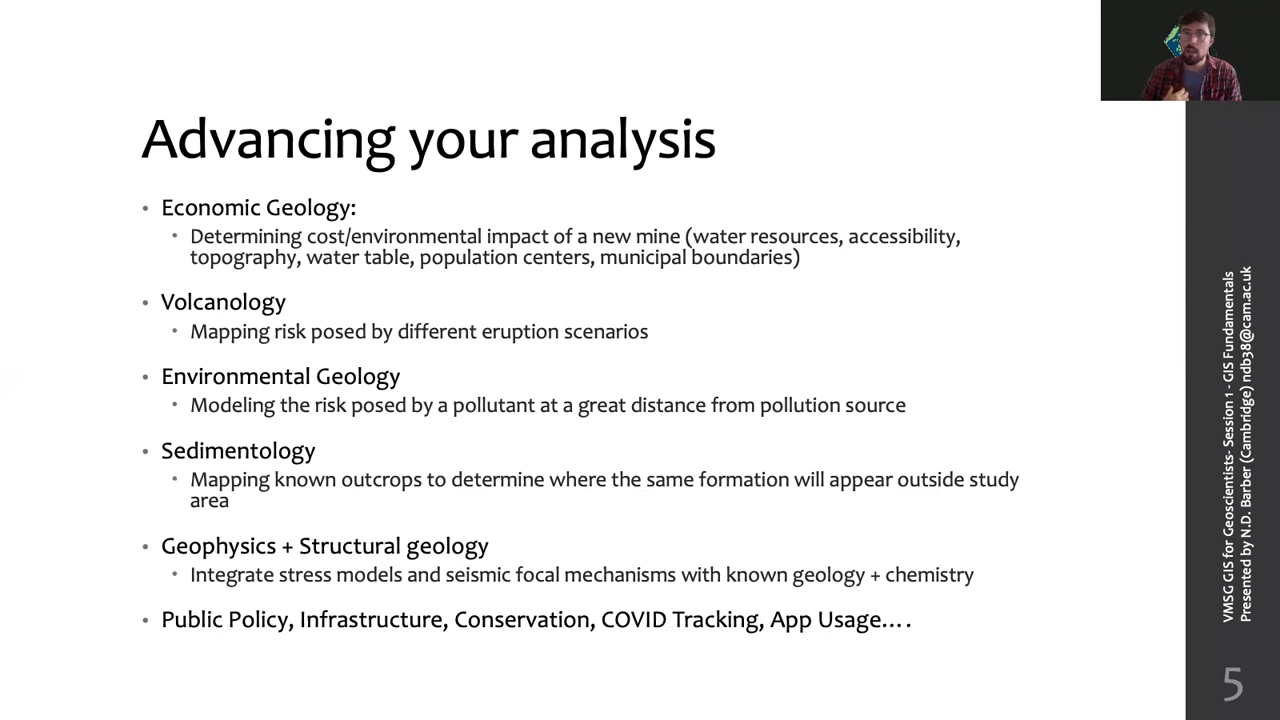 Advancing your analysis
• Economic Geology:
• Determining cost/environmental impact of a new mine (water resources, accessibility,
topography, water table, population centers, municipal boundaries)
• Volcanology
• Mapping risk posed by different eruption scenarios
• Environmental Geology
• Modeling the risk posed by a pollutant at a great distance from pollution source
• Sedimentology
• Mapping known outcrops to determine where the same formation will appear outside study
area
• Geophysics + Structural geology
• Integrate stress models and seismic focal mechanisms with known geology + chemistry
• Public Policy, Infrastructure, Conservation, COVID Tracking, App Usage….
VMSG GIS for Geoscientists- Session 1 - GIS Fundamentals
Presented by N.D. Barber (Cambridge) ndb38@cam.ac.uk
5